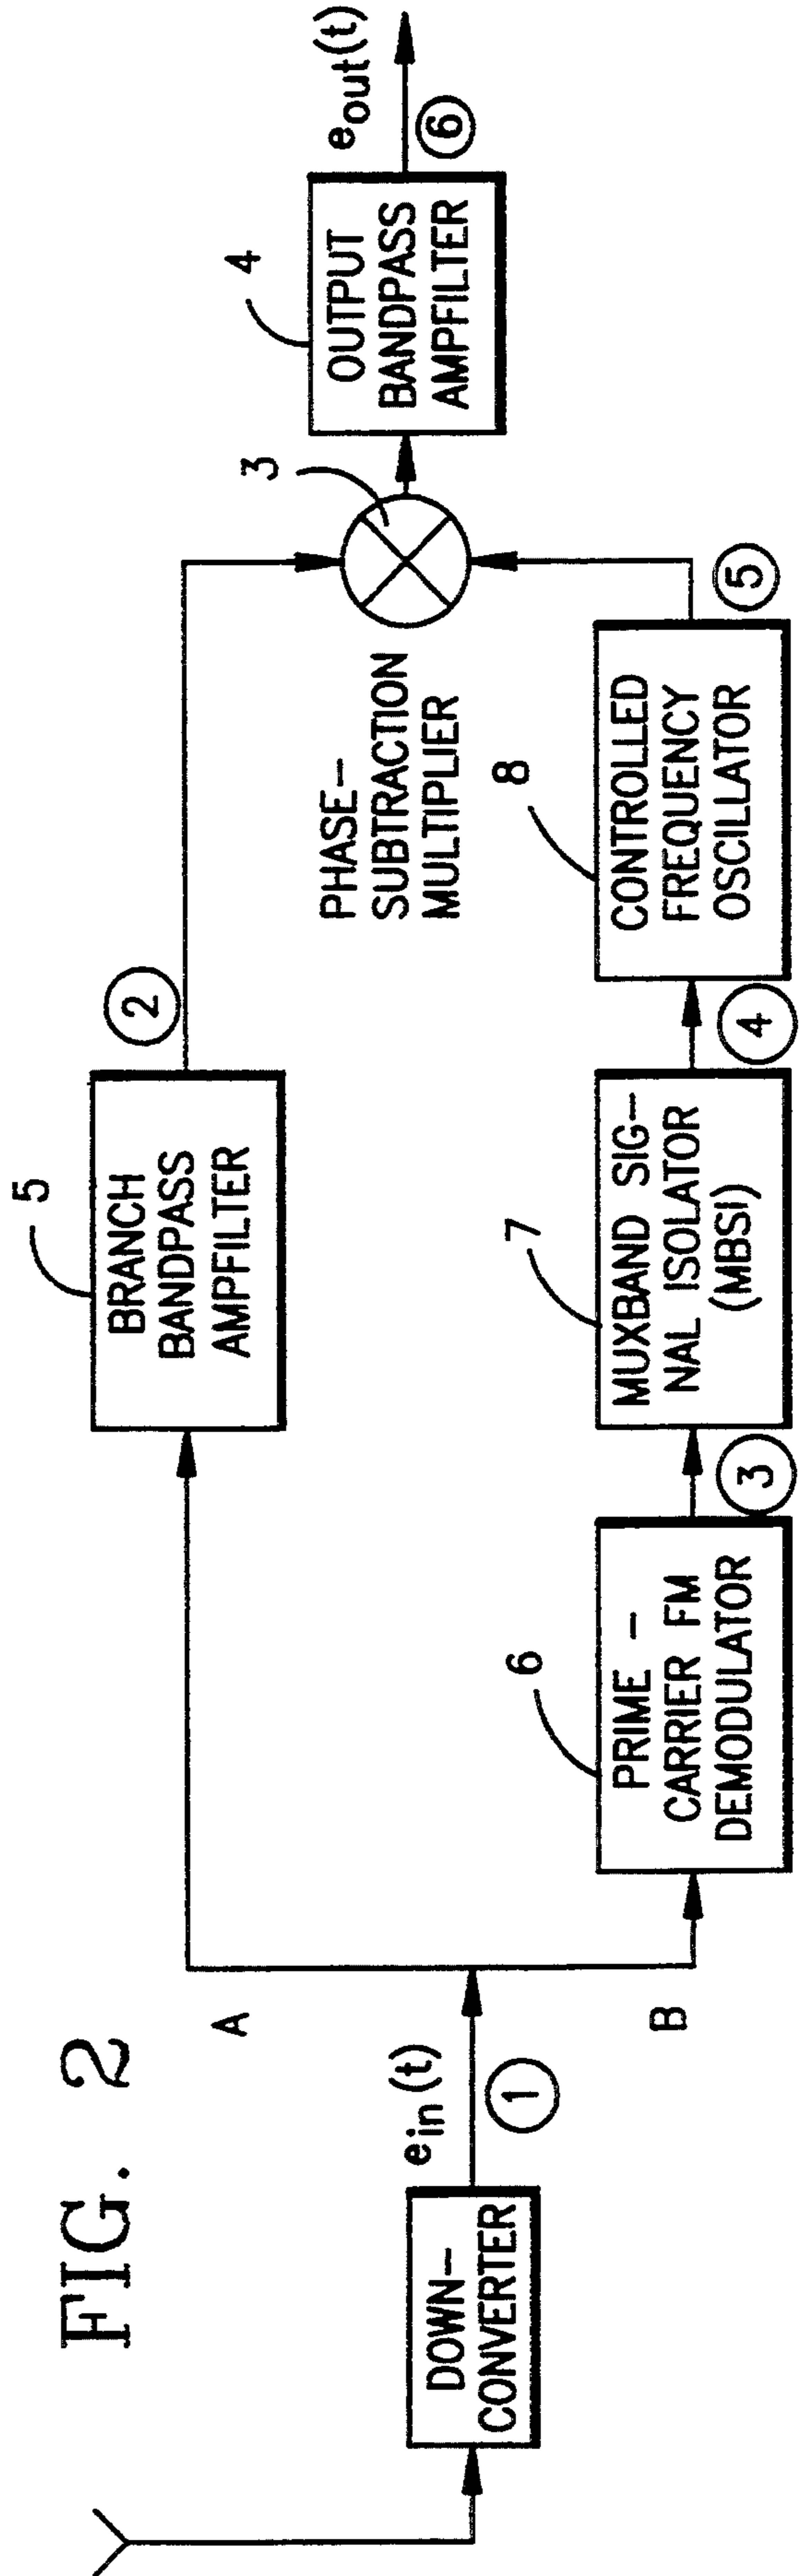 FIG. 2
DOWN-
CONVERTER
e_in(t)
1
A
B
5
BRANCH
BANDPASS
AMPFILTER
2
6
PRIME -
CARRIER FM
DEMODULATOR
3
7
MUXBAND SIG-
NAL ISOLATOR
(MBSI)
4
8
CONTROLLED
FREQUENCY
OSCILLATOR
5
PHASE-
SUBTRACTION
MULTIPLIER
3
4
OUTPUT
BANDPASS
AMPFILTER
e_out(t)
6